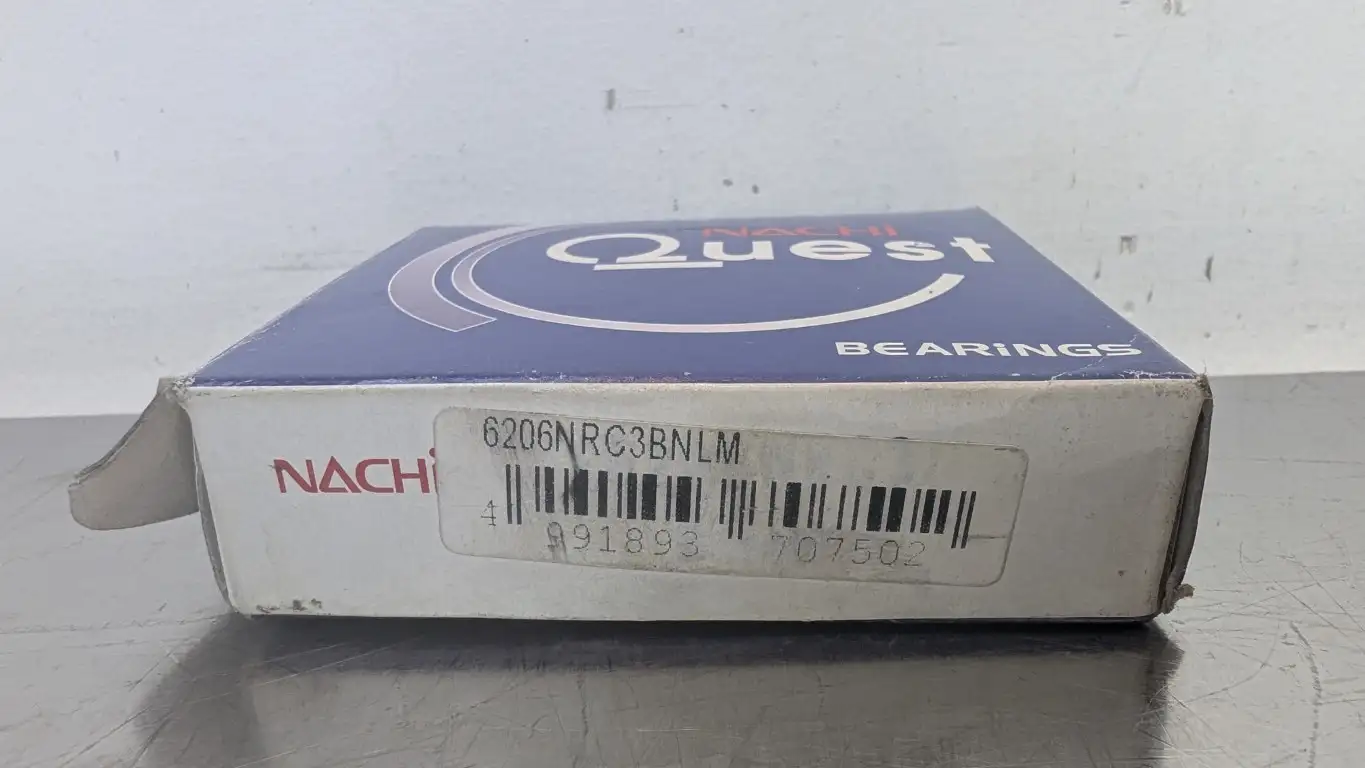 NACHI
Quest
BEARiNGS
NACHi
6206NRC3BNLM
4 991893 707502